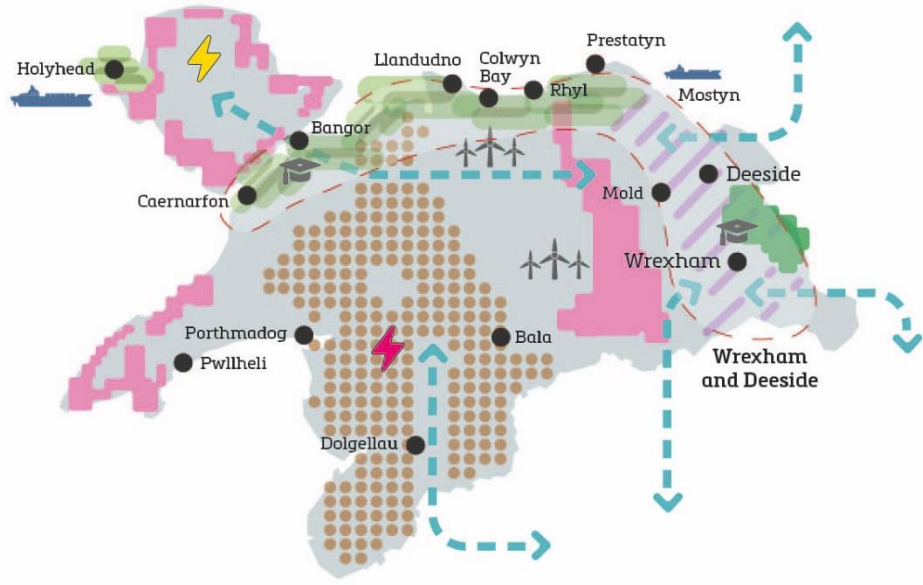 Prestatyn
Llandudno
Colwyn
Bay
Holyhead
Rhyl
Mostyn
Bangor
Deeside
Mold
Caernarfon
Wrexham
Porthmadog
Bala
Pwllheli
Wrexham
and Deeside
Dolgellau